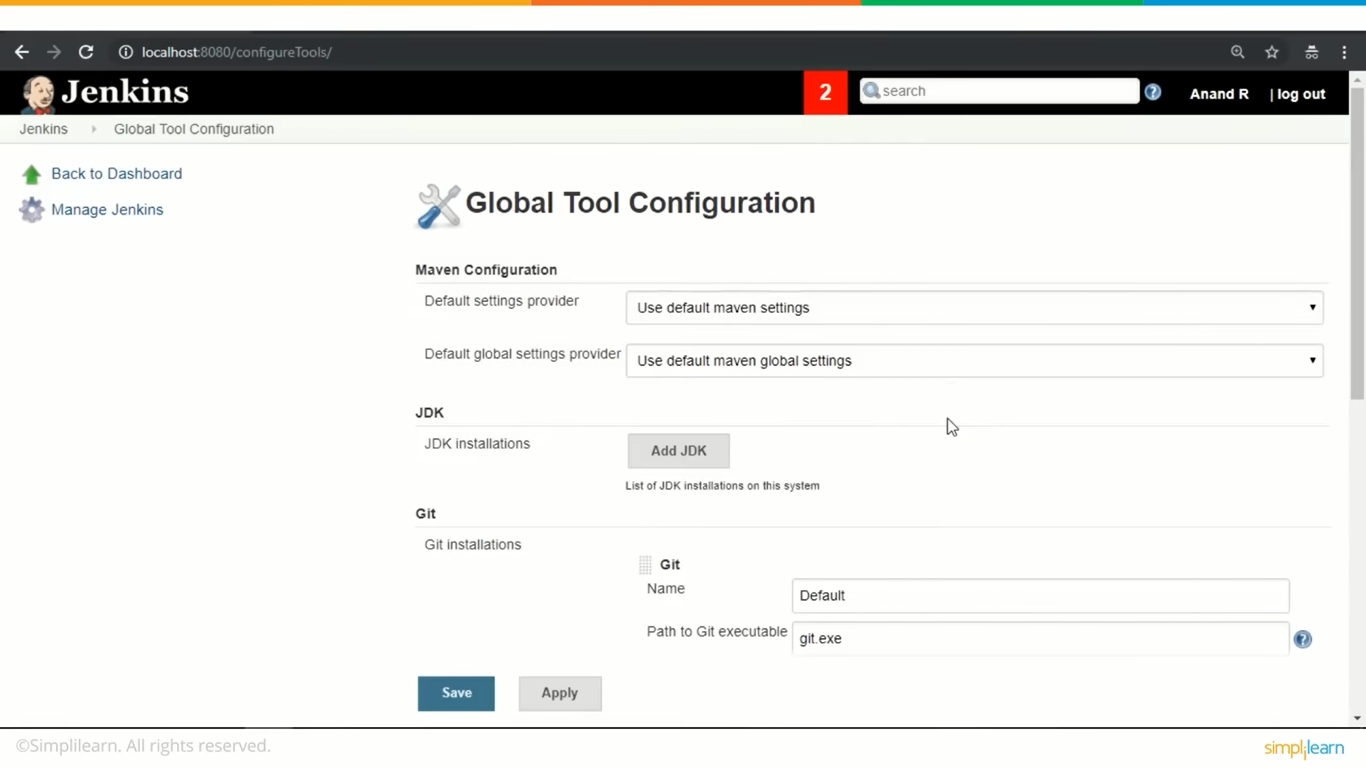 localhost:8080/configureTools/
Jenkins
2
search
Anand R
| log out
Jenkins
Global Tool Configuration
Back to Dashboard
Manage Jenkins
Global Tool Configuration
Maven Configuration
Default settings provider
Use default maven settings
Default global settings provider
Use default maven global settings
JDK
JDK installations
Add JDK
List of JDK installations on this system
Git
Git installations
Git
Name
Default
Path to Git executable
git.exe
Save
Apply
©Simplilearn. All rights reserved.
simplilearn